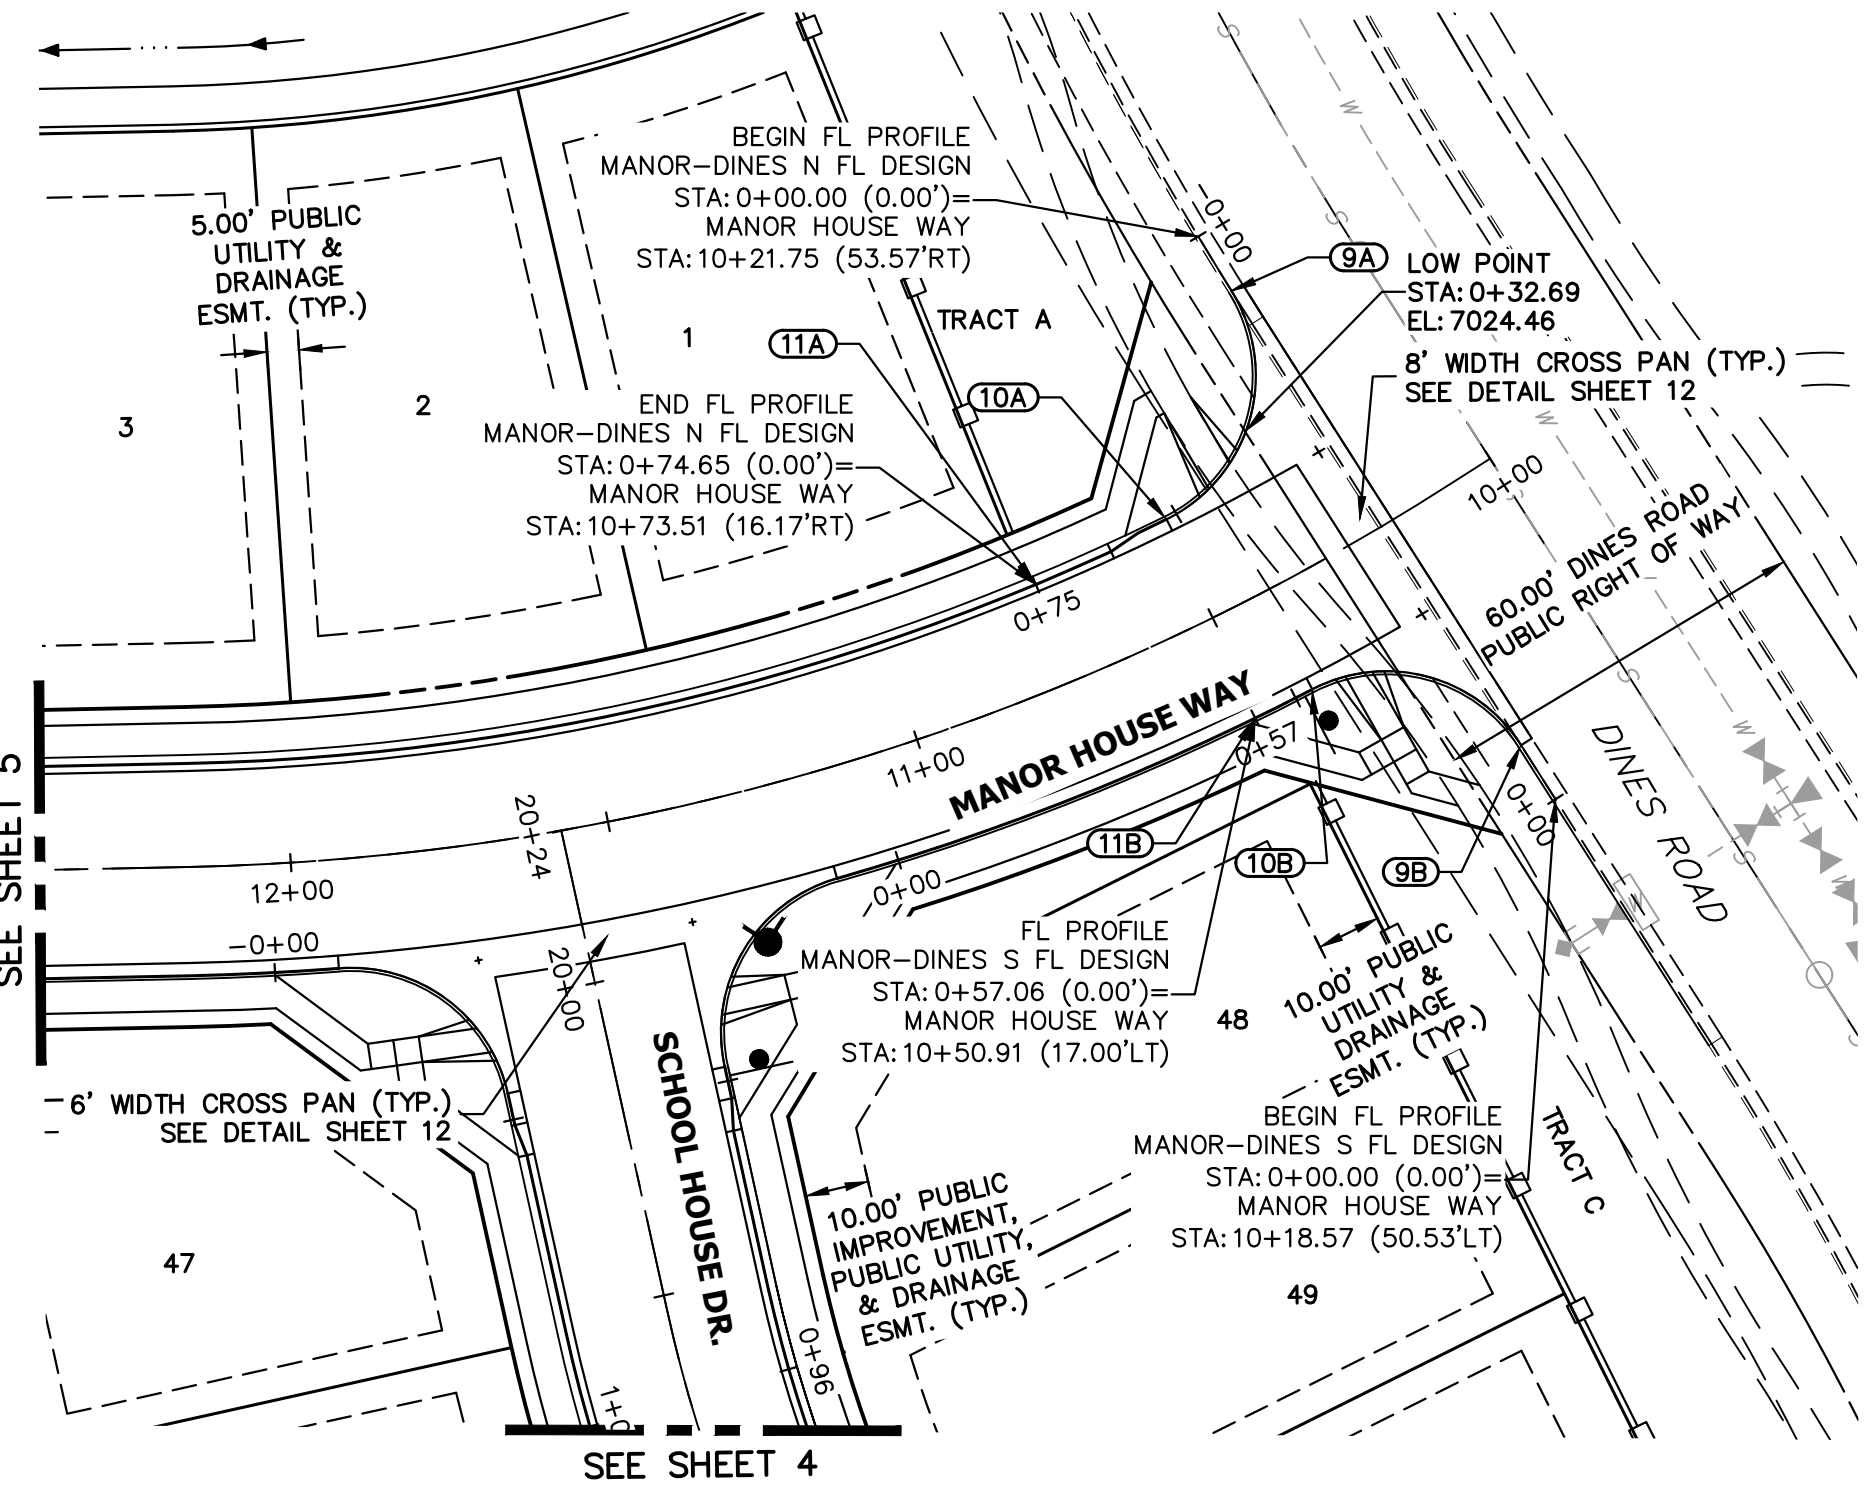 BEGIN FL PROFILE
MANOR-DINES N FL DESIGN
STA: 0+00.00 (0.00')=
MANOR HOUSE WAY
STA: 10+21.75 (53.57'RT)
5.00' PUBLIC
UTILITY &
DRAINAGE
ESMT. (TYP.)
0+00
9A
LOW POINT
STA: 0+32.69
EL: 7024.46
8' WIDTH CROSS PAN (TYP.)
SEE DETAIL SHEET 12
TRACT A
1
11A
10A
2
3
END FL PROFILE
MANOR-DINES N FL DESIGN
STA: 0+74.65 (0.00')=
MANOR HOUSE WAY
STA: 10+73.51 (16.17'RT)
10+00
60.00' DINES ROAD
PUBLIC RIGHT OF WAY
0+75
MANOR HOUSE WAY
0+57
11+00
20+24
12+00
0+00
-0+00
20+00
11B
10B
9B
0+00
DINES ROAD
S
S
S
S
S
W
W
W
W
W
W
SEE SHEET 5
FL PROFILE
MANOR-DINES S FL DESIGN
STA: 0+57.06 (0.00')=
MANOR HOUSE WAY
STA: 10+50.91 (17.00'LT)
48
10.00' PUBLIC
UTILITY &
DRAINAGE
ESMT. (TYP.)
SCHOOL HOUSE DR.
6' WIDTH CROSS PAN (TYP.)
SEE DETAIL SHEET 12
BEGIN FL PROFILE
MANOR-DINES S FL DESIGN
STA: 0+00.00 (0.00')=
MANOR HOUSE WAY
STA: 10+18.57 (50.53'LT)
TRACT C
10.00' PUBLIC
IMPROVEMENT,
PUBLIC UTILITY,
& DRAINAGE
ESMT. (TYP.)
47
49
0+96
SEE SHEET 4